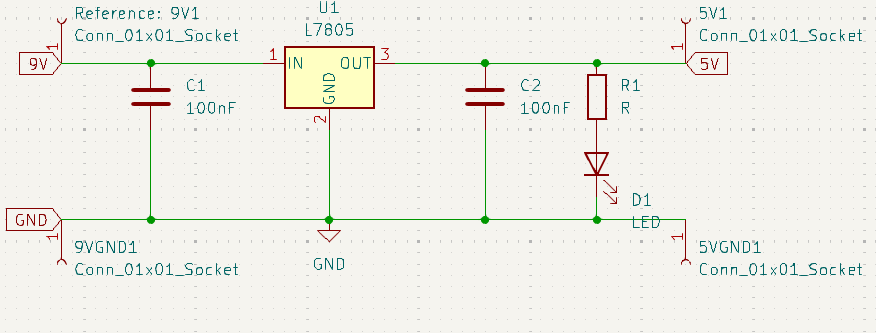 Reference: 9V1
Conn_01x01_Socket
1
9V
U1
L7805
1
IN
OUT
3
GND
2
5V1
Conn_01x01_Socket
1
5V
C1
100nF
C2
100nF
R1
R
D1
LED
GND
1
9VGND1
Conn_01x01_Socket
GND
1
5VGND1
Conn_01x01_Socket